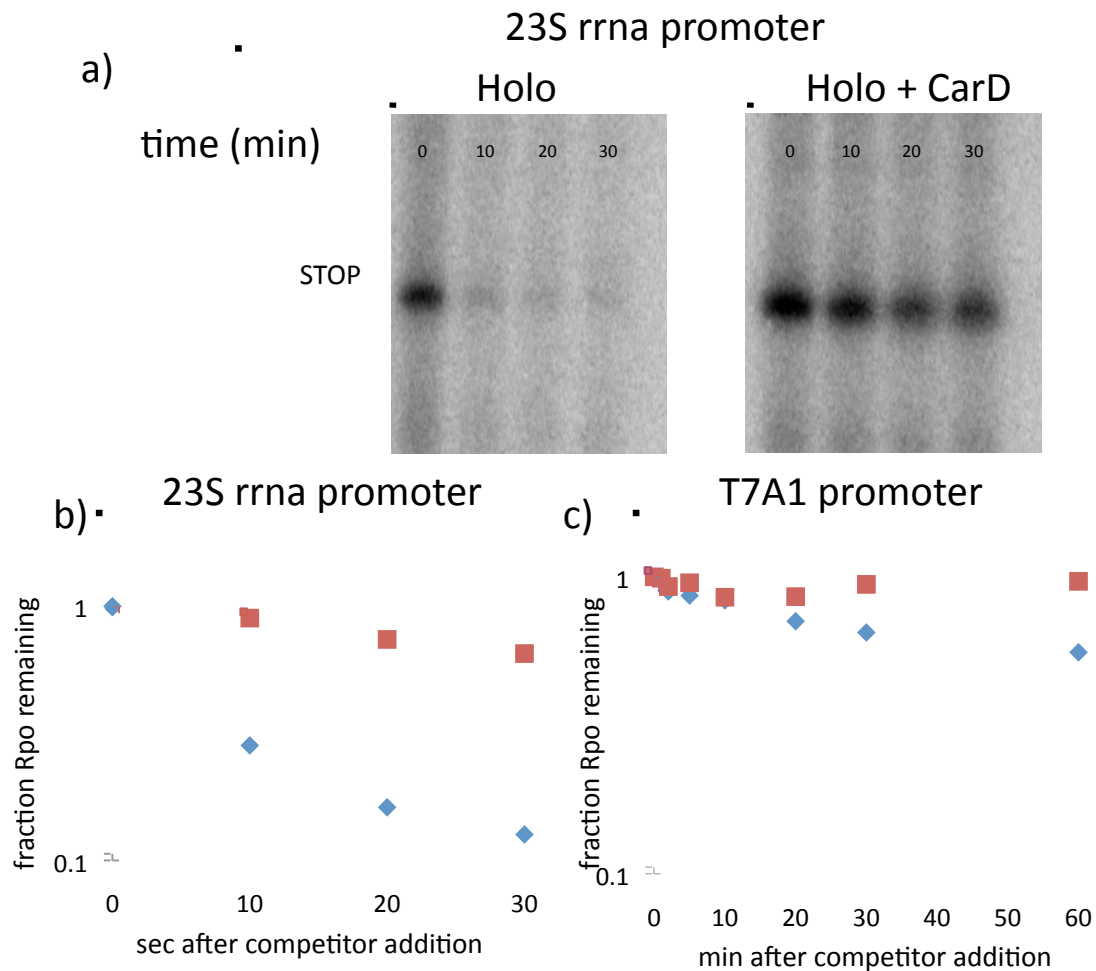 23S rrna promoter
a)
Holo
Holo + CarD
time (min)
0 10 20 30
0 10 20 30
STOP
23S rrna promoter
b)
fraction Rpo remaining
1
0.1
0 10 20 30
sec after competitor addition
T7A1 promoter
c)
fraction Rpo remaining
1
0.1
0 10 20 30 40 50 60
min after competitor addition